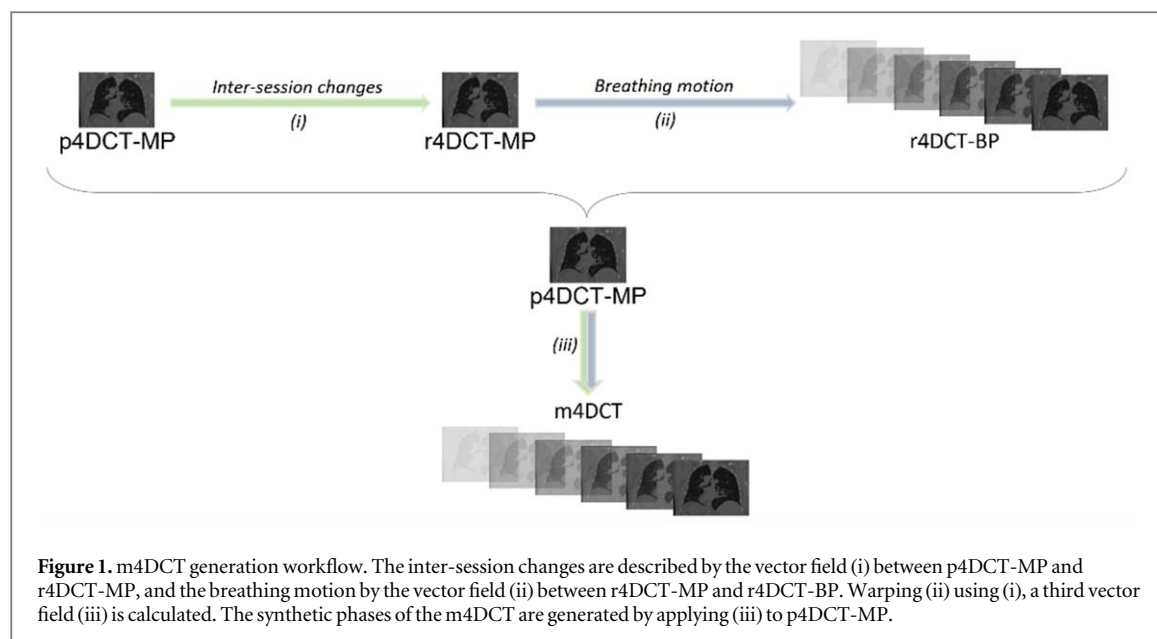 Inter-session changes
Breathing motion
(i)
(ii)
p4DCT-MP
r4DCT-MP
r4DCT-BP
p4DCT-MP
(iii)
m4DCT
Figure 1. m4DCT generation workflow. The inter-session changes are described by the vector field (i) between p4DCT-MP and
r4DCT-MP, and the breathing motion by the vector field (ii) between r4DCT-MP and r4DCT-BP. Warping (ii) using (i), a third vector
field (iii) is calculated. The synthetic phases of the m4DCT are generated by applying (iii) to p4DCT-MP.